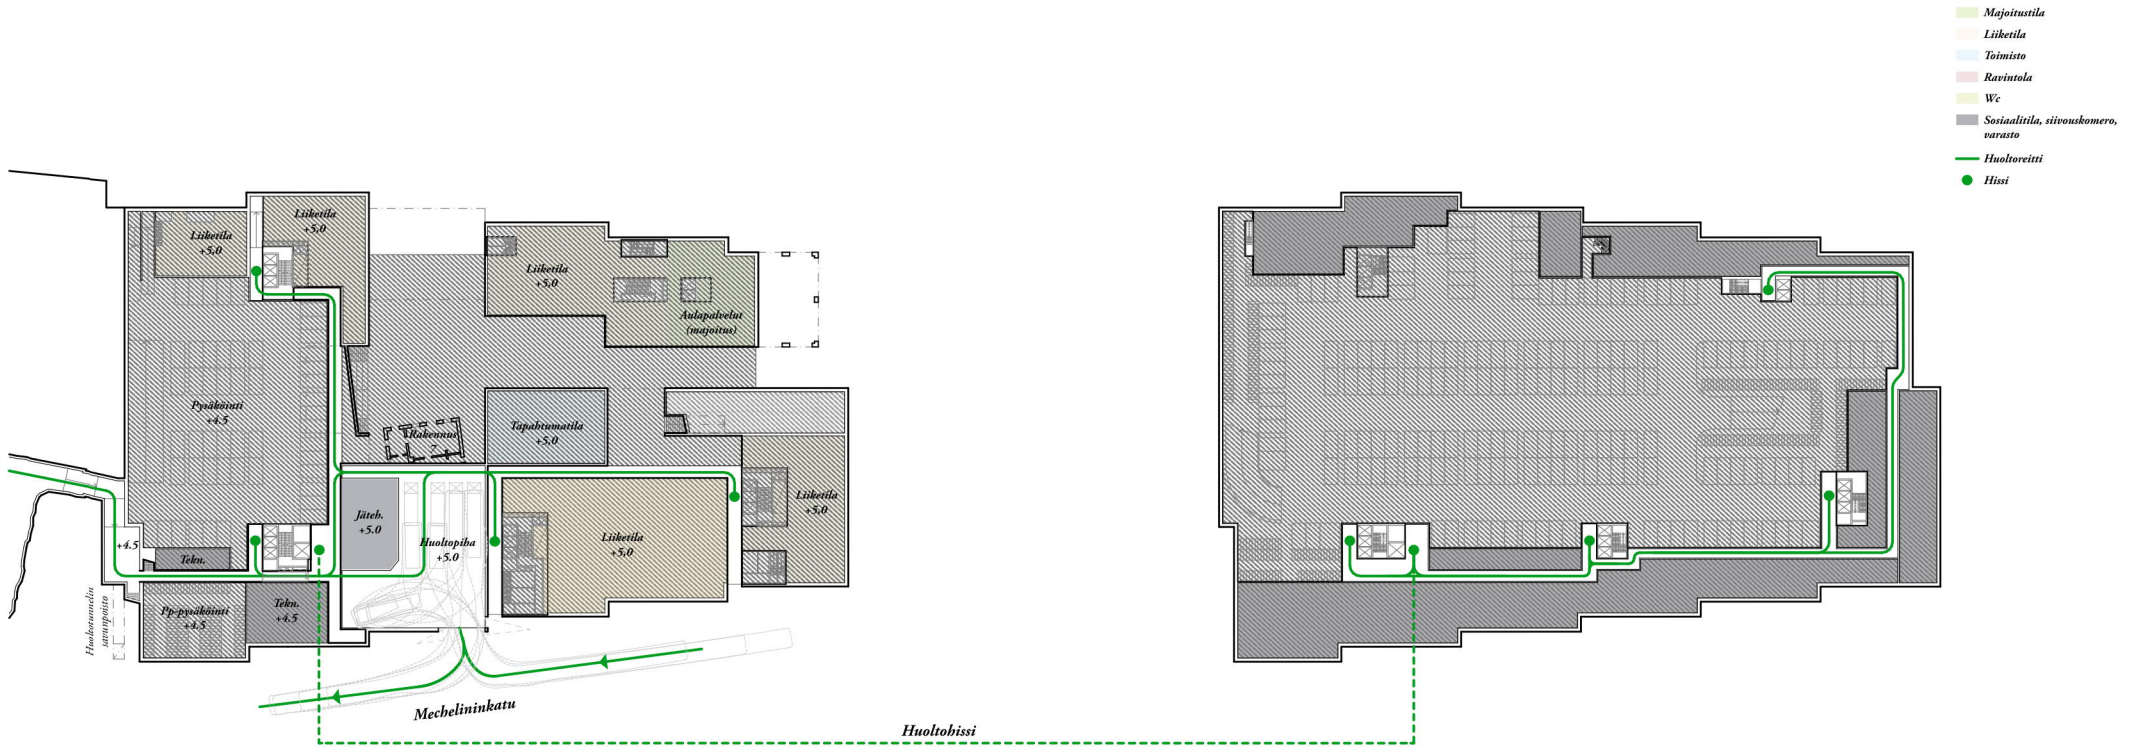 Majoitustila
Liiketila
Toimisto
Ravintola
Wc
Sosiaalitila, siivouskomero,
varasto
Huoltoreitti
Hissi
Liiketila
+5,0
Liiketila
+5,0
Liiketila
+5,0
Aulapalvelut
(majoitus)
Pysäköinti
+4.5
Rakennus
7
Tapahtumatila
+5.0
Liiketila
+5,0
Jäteh.
+5.0
Huoltopiha
+5.0
Liiketila
+5,0
+4.5
Tekn.
Pp-pysäköinti
+4.5
Tekn.
+4.5
Huoltotunnelin
savunpoisto
Mechelininkatu
Huoltohissi